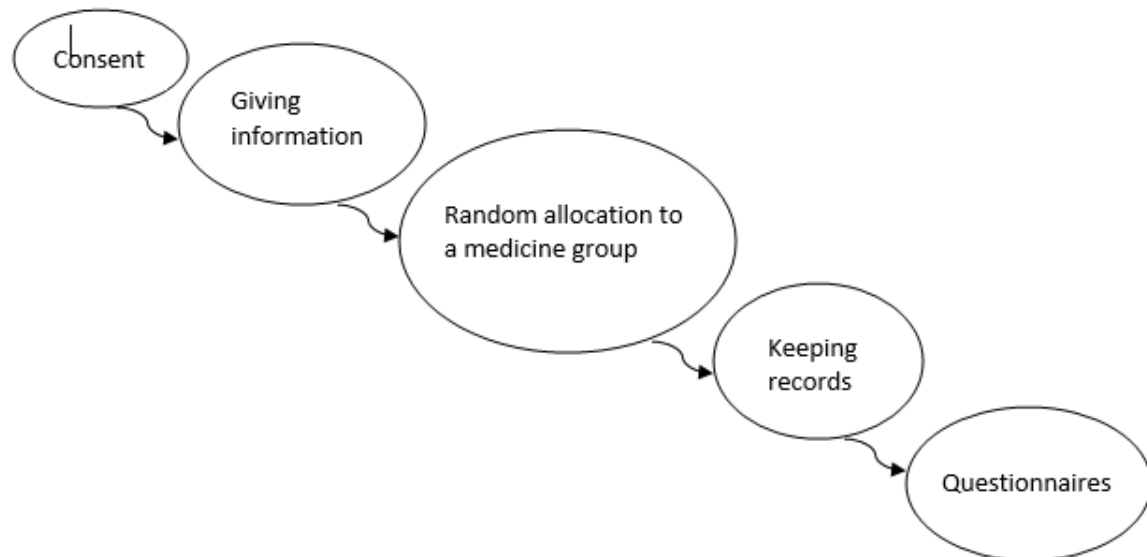 Consent
Giving
information
Random allocation to
a medicine group
Keeping
records
Questionnaires